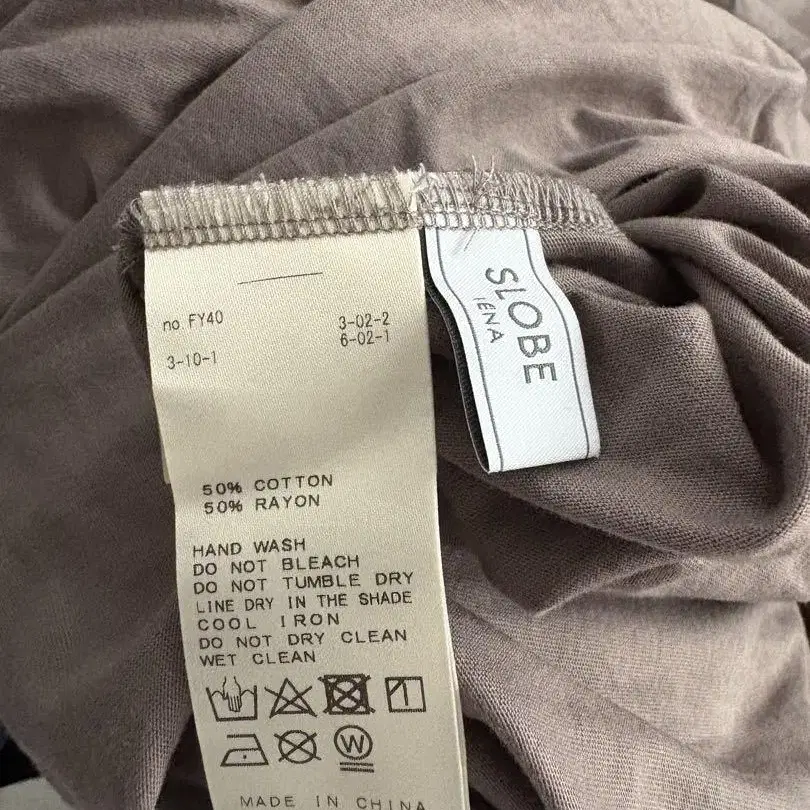 no.FY40
3-02-2
6-02-1
3-10-1
50% COTTON
50% RAYON
HAND WASH
DO NOT BLEACH
DO NOT TUMBLE DRY
LINE DRY IN THE SHADE
COOL IRON
DO NOT DRY CLEAN
WET CLEAN
W
MADE IN CHINA
SLOBE
IÉNA